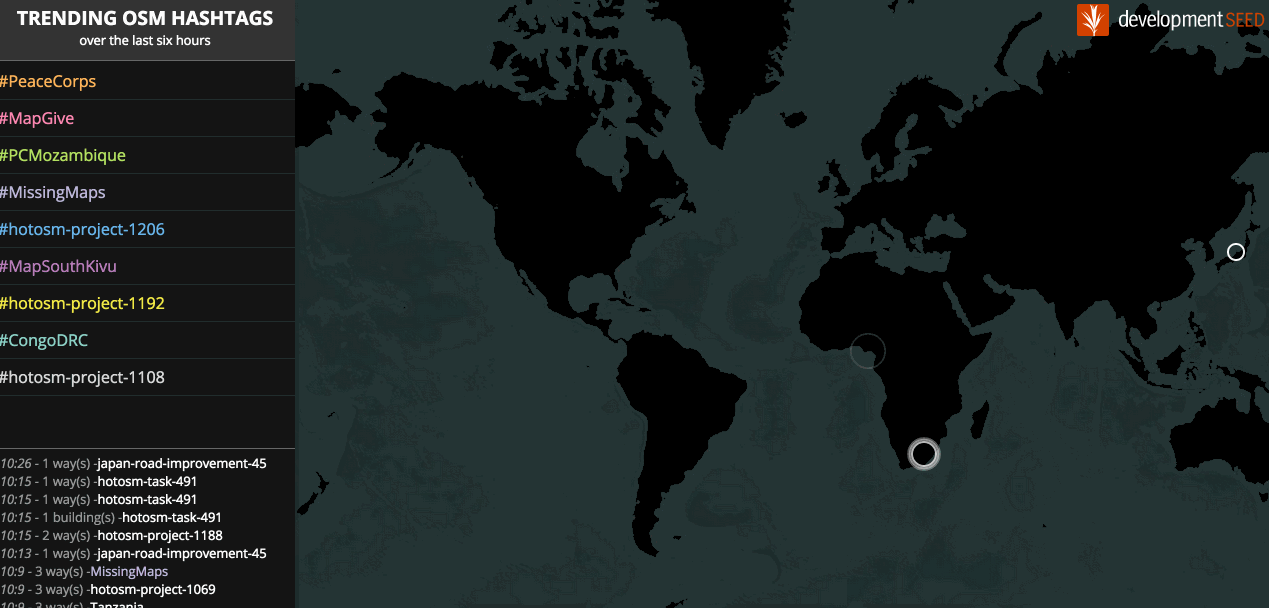 TRENDING OSM HASHTAGS
over the last six hours
#PeaceCorps
#MapGive
#PCMozambique
#MissingMaps
#hotosm-project-1206
#MapSouthKivu
#hotosm-project-1192
#CongoDRC
#hotosm-project-1108
10:26 - 1 way(s) -japan-road-improvement-45
10:15 - 1 way(s) -hotosm-task-491
10:15 - 1 way(s) -hotosm-task-491
10:15 - 1 building(s) -hotosm-task-491
10:15 - 2 way(s) -hotosm-project-1188
10:13 - 1 way(s) -japan-road-improvement-45
10:9 - 3 way(s) -MissingMaps
10:9 - 3 way(s) -hotosm-project-1069
10:9 - 3 way(s) -Tanzania
developmentSEED